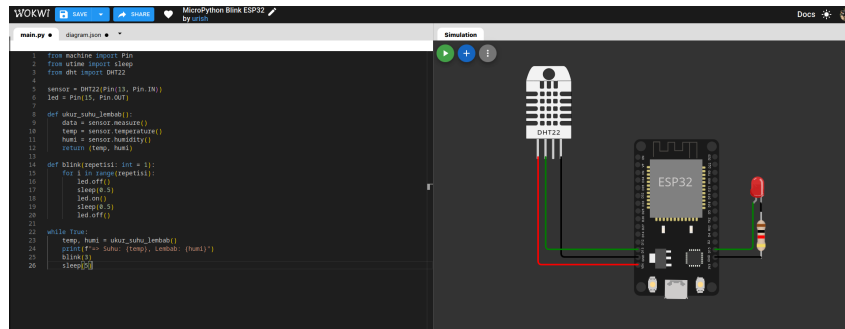 WOKWI SAVE SHARE MicroPython Blink ESP32 Docs
by urish
main.py diagram.json Simulation
1 from machine import Pin
2 from utime import sleep
3 from dht import DHT22
4
5 sensor = DHT22(Pin(13, Pin.IN))
6 led = Pin(15, Pin.OUT)
7
8 def ukur_suhu_lembab():
9 data = sensor.measure()
10 temp = sensor.temperature()
11 humi = sensor.humidity()
12 return (temp, humi)
13
14 def blink(repetisi: int = 1):
15 for i in range(repetisi):
16 led.off()
17 sleep(0.5)
18 led.on()
19 sleep(0.5)
20 led.off()
21
22 while True:
23 temp, humi = ukur_suhu_lembab()
24 print(f"=> Suhu: {temp}, Lembab: {humi}")
25 blink(3)
26 sleep(5)
DHT22
ESP32